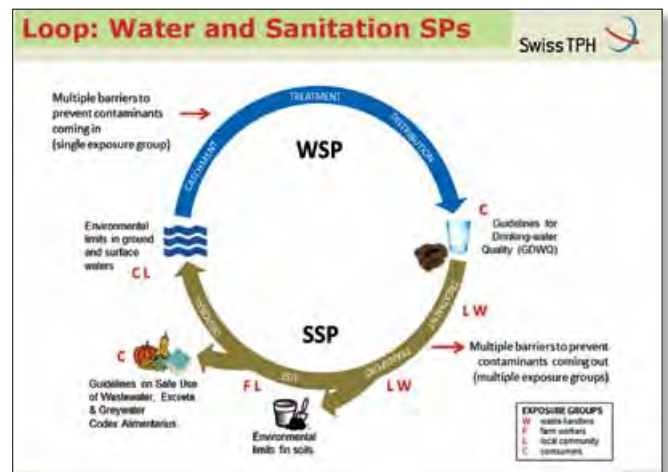 Loop: Water and Sanitation SPs
Swiss TPH
Multiple barriers to
prevent contaminants
coming in
(single exposure group)
CATCHMENT
TREATMENT
DISTRIBUTION
WSP
C
Guidelines for
Drinking-water
Quality (GDWQ)
Environmental
limits in ground
and surface
waters
C L
TREATMENT
L W
SSP
Multiple barriers to prevent
contaminants coming out
(multiple exposure groups)
TRANSPORT
L W
USE
F L
DISPOSAL
C
Guidelines on Safe Use
of Wastewater, Excreta
& Greywater
Codex Alimentarius
Environmental
limits fin soils
EXPOSURE GROUPS
W waste-handlers
F farm workers
L local community
C consumers